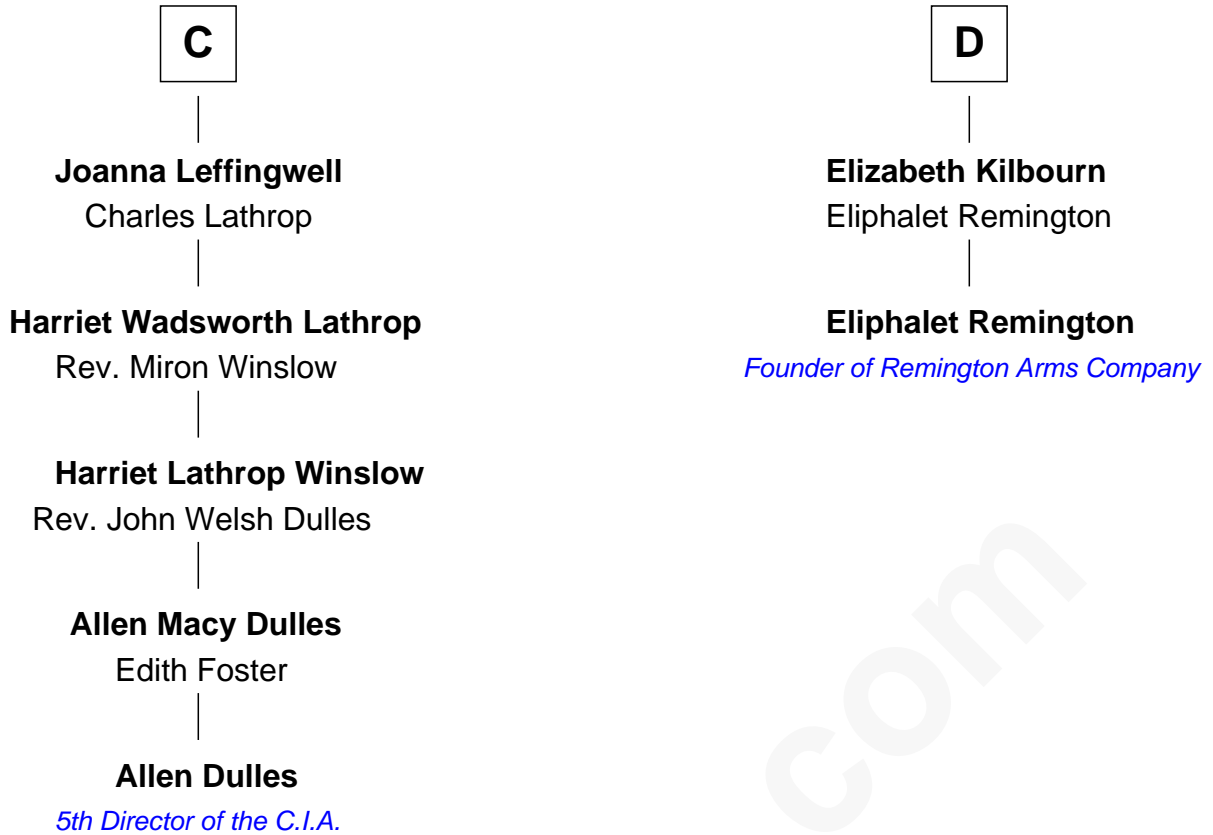 C
Joanna Leffingwell
Charles Lathrop
Harriet Wadsworth Lathrop
Rev. Miron Winslow
Harriet Lathrop Winslow
Rev. John Welsh Dulles
Allen Macy Dulles
Edith Foster
Allen Dulles
5th Director of the C.I.A.
D
Elizabeth Kilbourn
Eliphalet Remington
Eliphalet Remington
Founder of Remington Arms Company
com